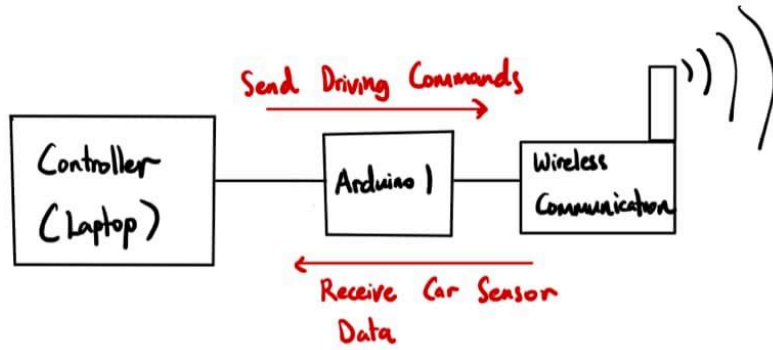 Send Driving Commands
Controller
(Laptop)
Arduino 1
Wireless
Communication
Receive Car Sensor
Data